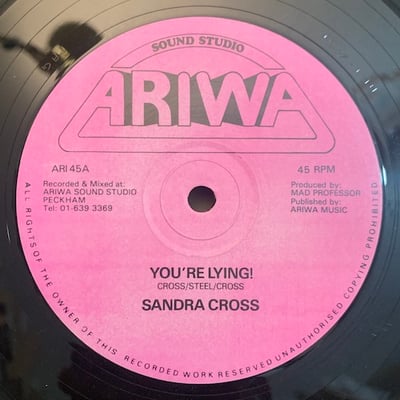 SOUND STUDIO
ARIWA
ARI 45A
45 RPM
Recorded & Mixed at:
ARIWA SOUND STUDIO
PECKHAM
Tel: 01-639 3369
Produced by:
MAD PROFESSOR
Published by:
ARIWA MUSIC
YOU'RE LYING!
CROSS/STEEL/CROSS
SANDRA CROSS
ALL RIGHTS OF THE OWNER OF THIS RECORDED WORK RESERVED UNAUTHORISED COPYING PROHIBITED